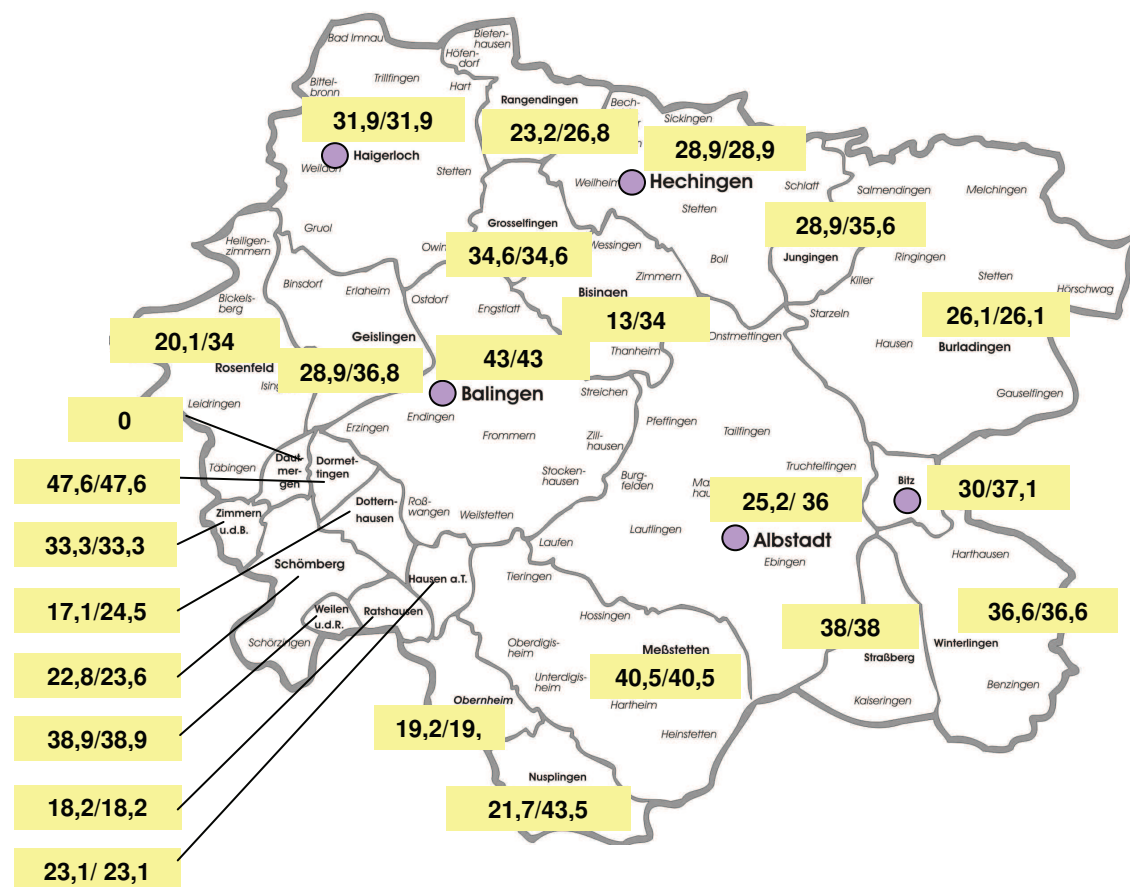 Bad Imnau
Bieten-
hausen
Höfen-
dorf
Bittel-
bronn
Trillfingen
Hart
Rangendingen
Bech-
Sickingen
31,9/31,9
23,2/26,8
28,9/28,9
Haigerloch
Stetten
Weilheim
Hechingen
Schlatt
Salmendingen
Melchingen
Stetten
Gruol
Grosselfingen
28,9/35,6
Heiligen-
zimmern
Wessingen
Boll
Jungingen
Ringingen
34,6/34,6
Zimmern
Killer
Stetten
Hörschwag
Binsdorf
Erlaheim
Ostdorf
Engstlatt
Bisingen
Starzeln
Bickels-
berg
13/34
26,1/26,1
Geislingen
Onstmettingen
Hausen
Burladingen
20,1/34
43/43
Thanheim
Rosenfeld
28,9/36,8
Balingen
Streichen
Gauselfingen
Leidringen
0
Endingen
Erzingen
Frommern
Zill-
hausen
Pfeffingen
Tailfingen
Täbingen
Daut
mer-
gen
Dormet-
tingen
Stocken-
hausen
Burg-
felden
Truchtelfingen
Bitz
47,6/47,6
30/37,1
Zimmern
u.d.B.
Dottern-
hausen
Roß-
wangen
Weilstetten
25,2/ 36
33,3/33,3
Lautlingen
Laufen
Albstadt
Ebingen
Harthausen
Schömberg
Hausen a.T.
Tieringen
17,1/24,5
Weilen
u.d.R.
Ratshausen
Hossingen
38/38
36,6/36,6
Schörzingen
Oberdigis-
heim
Meßstetten
Straßberg
Winterlingen
22,8/23,6
Unterdigis-
heim
40,5/40,5
Benzingen
Obernheim
Hartheim
Kaiseringen
38,9/38,9
19,2/19,
Heinstetten
Nusplingen
18,2/18,2
21,7/43,5
23,1/ 23,1